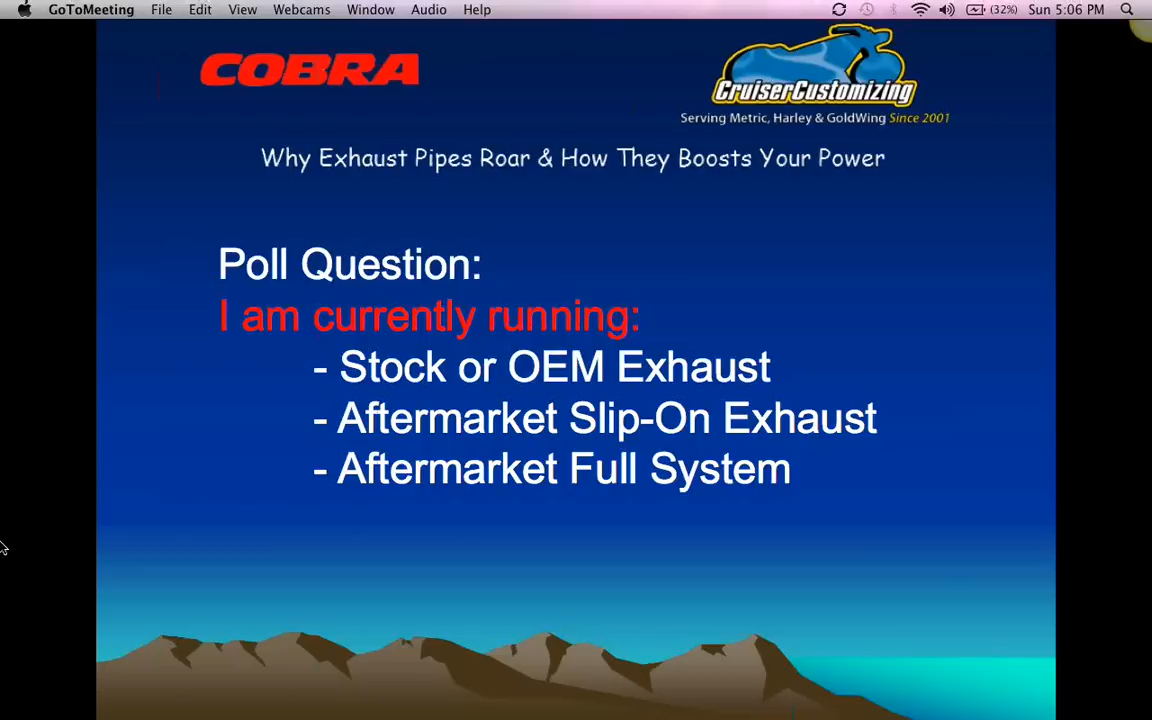 GoToMeeting File Edit View Webcams Window Audio Help (32%) Sun 5:06 PM
COBRA
CruiserCustomizing
Serving Metric, Harley & GoldWing Since 2001
Why Exhaust Pipes Roar & How They Boosts Your Power
Poll Question:
I am currently running:
- Stock or OEM Exhaust
- Aftermarket Slip-On Exhaust
- Aftermarket Full System